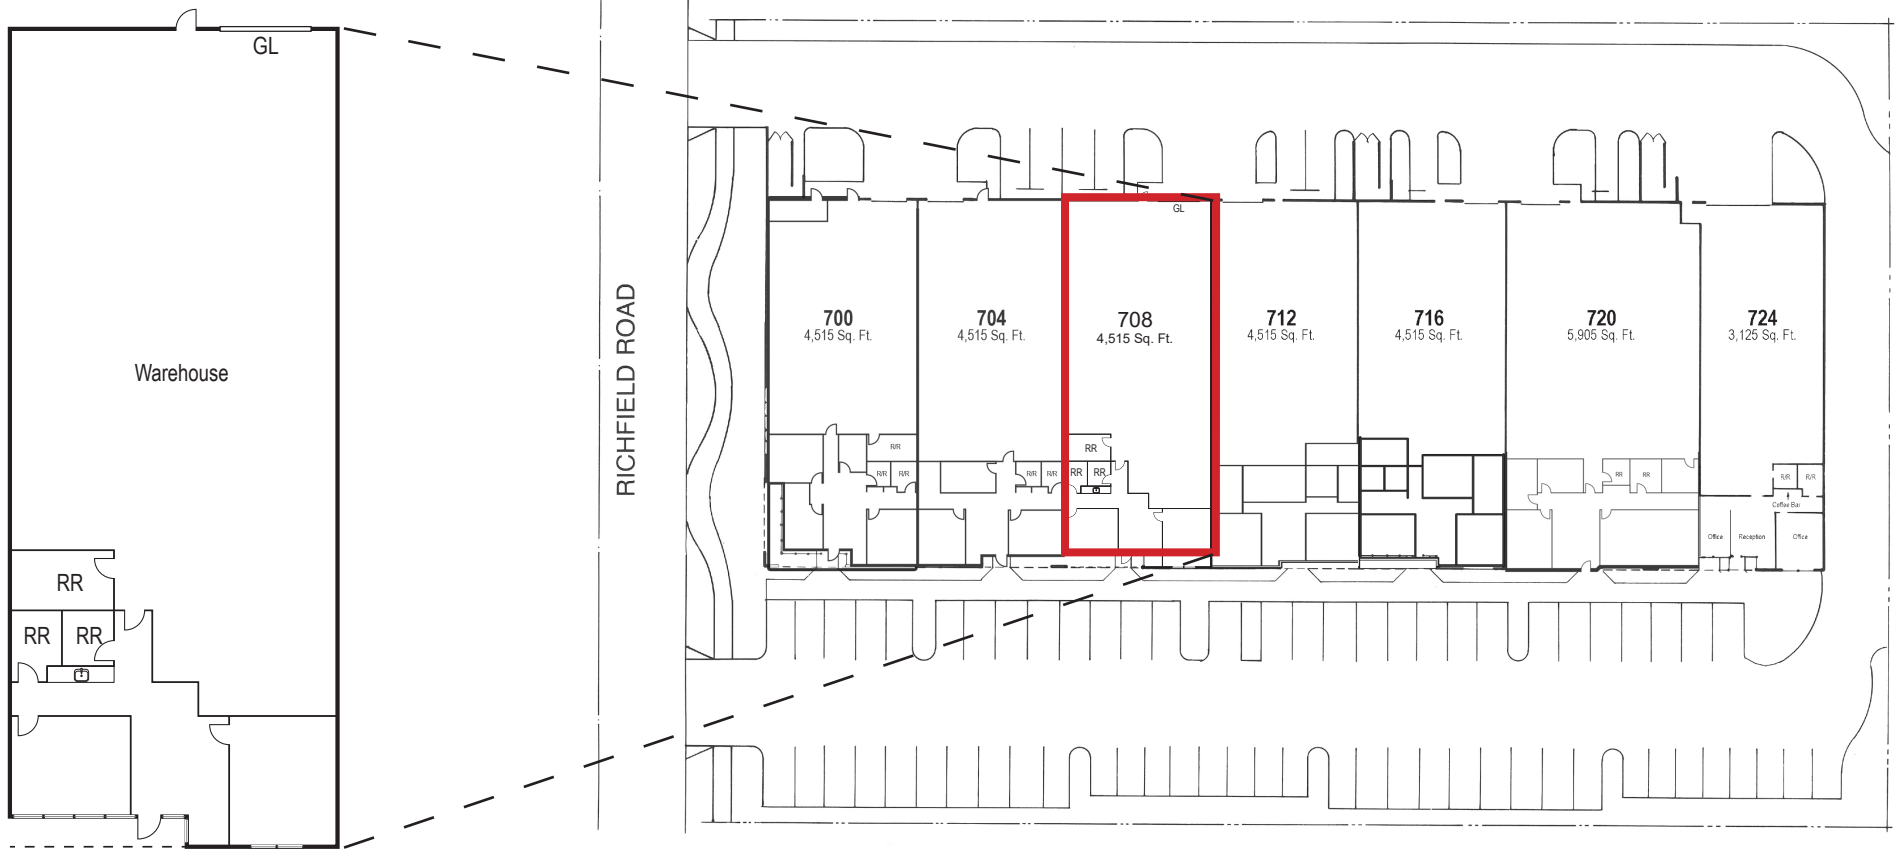 GL
Warehouse
RR
RR
RR
RICHFIELD ROAD
GL
700
4,515 Sq. Ft.
704
4,515 Sq. Ft.
708
4,515 Sq. Ft.
712
4,515 Sq. Ft.
716
4,515 Sq. Ft.
720
5,905 Sq. Ft.
724
3,125 Sq. Ft.
R/R
R/R
R/R
R/R
R/R
RR
RR
RR
RR
RR
R/R
R/R
Coffee Bar
Office
Reception
Office